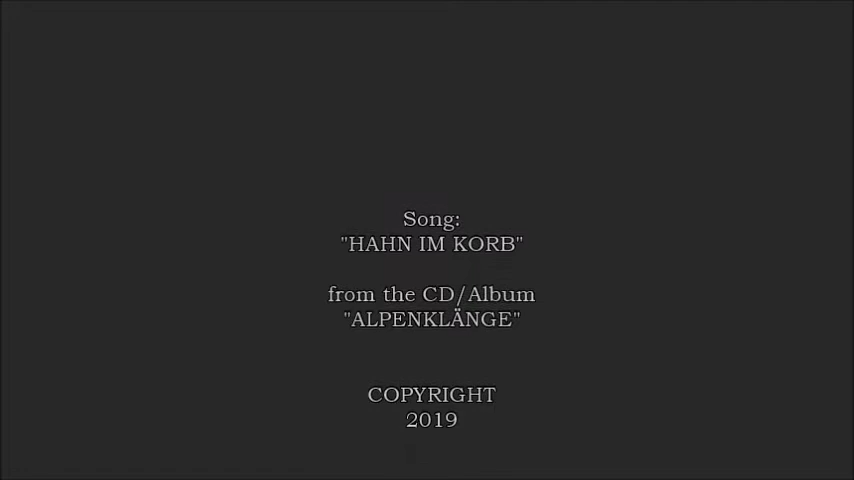 Song:
"HAHN IM KORB"
from the CD/Album
"ALPENKLÄNGE"
COPYRIGHT
2019